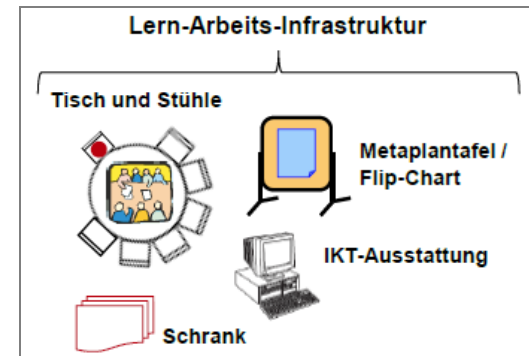 Lern-Arbeits-Infrastruktur
Tisch und Stühle
Metaplantafel /
Flip-Chart
IKT-Ausstattung
Schrank